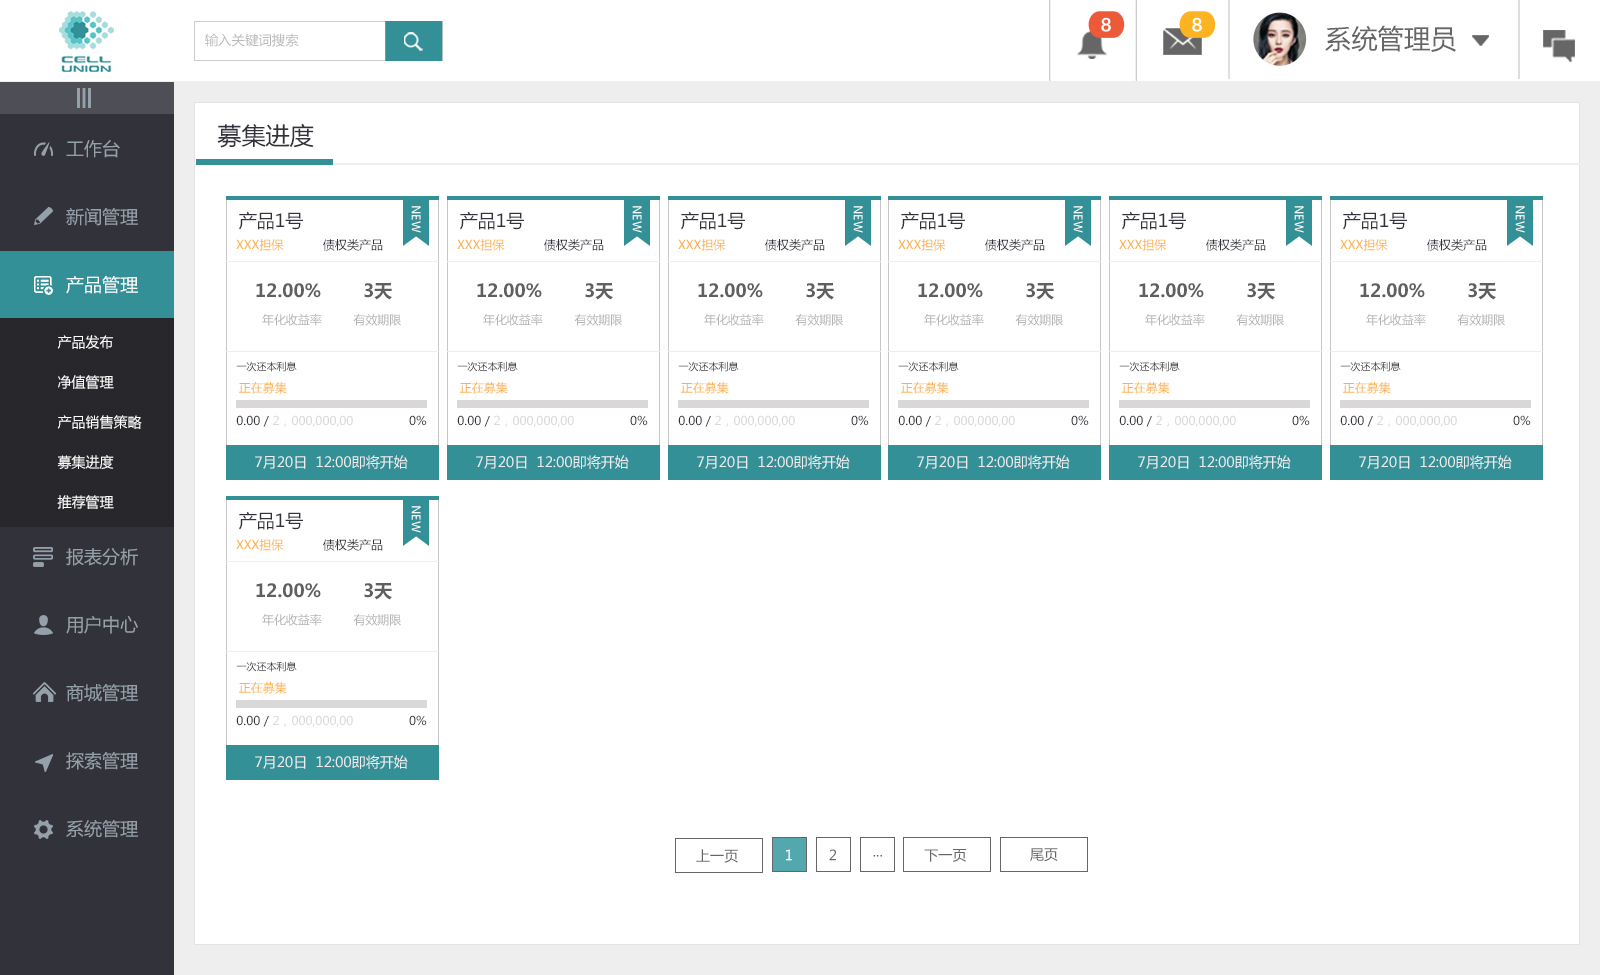 CELL
UNION
输入关键词搜索
8
8
系统管理员
工作台
新闻管理
产品管理
产品发布
净值管理
产品销售策略
募集进度
推荐管理
报表分析
用户中心
商城管理
探索管理
系统管理
募集进度
产品1号 NEW
XXX担保 债权类产品
12.00% 3天
年化收益率 有效期限
一次还本利息
正在募集
0.00 / 2，000,000,00 0%
7月20日 12:00即将开始
产品1号 NEW
XXX担保 债权类产品
12.00% 3天
年化收益率 有效期限
一次还本利息
正在募集
0.00 / 2，000,000,00 0%
7月20日 12:00即将开始
产品1号 NEW
XXX担保 债权类产品
12.00% 3天
年化收益率 有效期限
一次还本利息
正在募集
0.00 / 2，000,000,00 0%
7月20日 12:00即将开始
产品1号 NEW
XXX担保 债权类产品
12.00% 3天
年化收益率 有效期限
一次还本利息
正在募集
0.00 / 2，000,000,00 0%
7月20日 12:00即将开始
产品1号 NEW
XXX担保 债权类产品
12.00% 3天
年化收益率 有效期限
一次还本利息
正在募集
0.00 / 2，000,000,00 0%
7月20日 12:00即将开始
产品1号 NEW
XXX担保 债权类产品
12.00% 3天
年化收益率 有效期限
一次还本利息
正在募集
0.00 / 2，000,000,00 0%
7月20日 12:00即将开始
产品1号 NEW
XXX担保 债权类产品
12.00% 3天
年化收益率 有效期限
一次还本利息
正在募集
0.00 / 2，000,000,00 0%
7月20日 12:00即将开始
上一页 1 2 ... 下一页 尾页